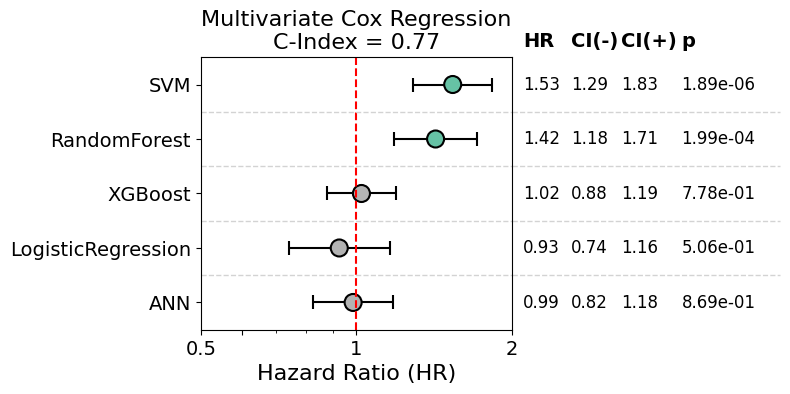 Multivariate Cox Regression
C-Index = 0.77
HR CI(-) CI(+) p
SVM 1.53 1.29 1.83 1.89e-06
RandomForest 1.42 1.18 1.71 1.99e-04
XGBoost 1.02 0.88 1.19 7.78e-01
LogisticRegression 0.93 0.74 1.16 5.06e-01
ANN 0.99 0.82 1.18 8.69e-01
0.5 1 2
Hazard Ratio (HR)